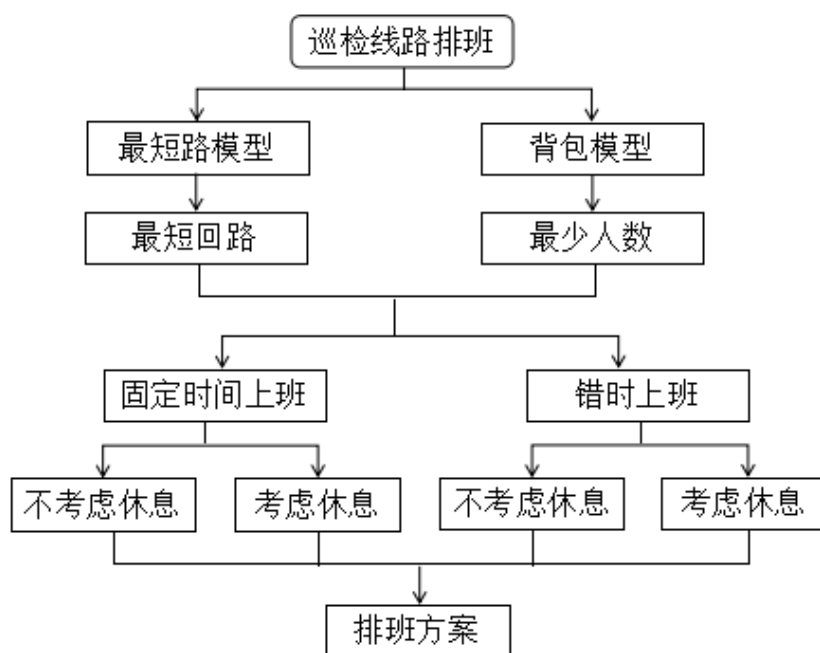 巡检线路排班
最短路模型
背包模型
最短回路
最少人数
固定时间上班
错时上班
不考虑休息
考虑休息
不考虑休息
考虑休息
排班方案